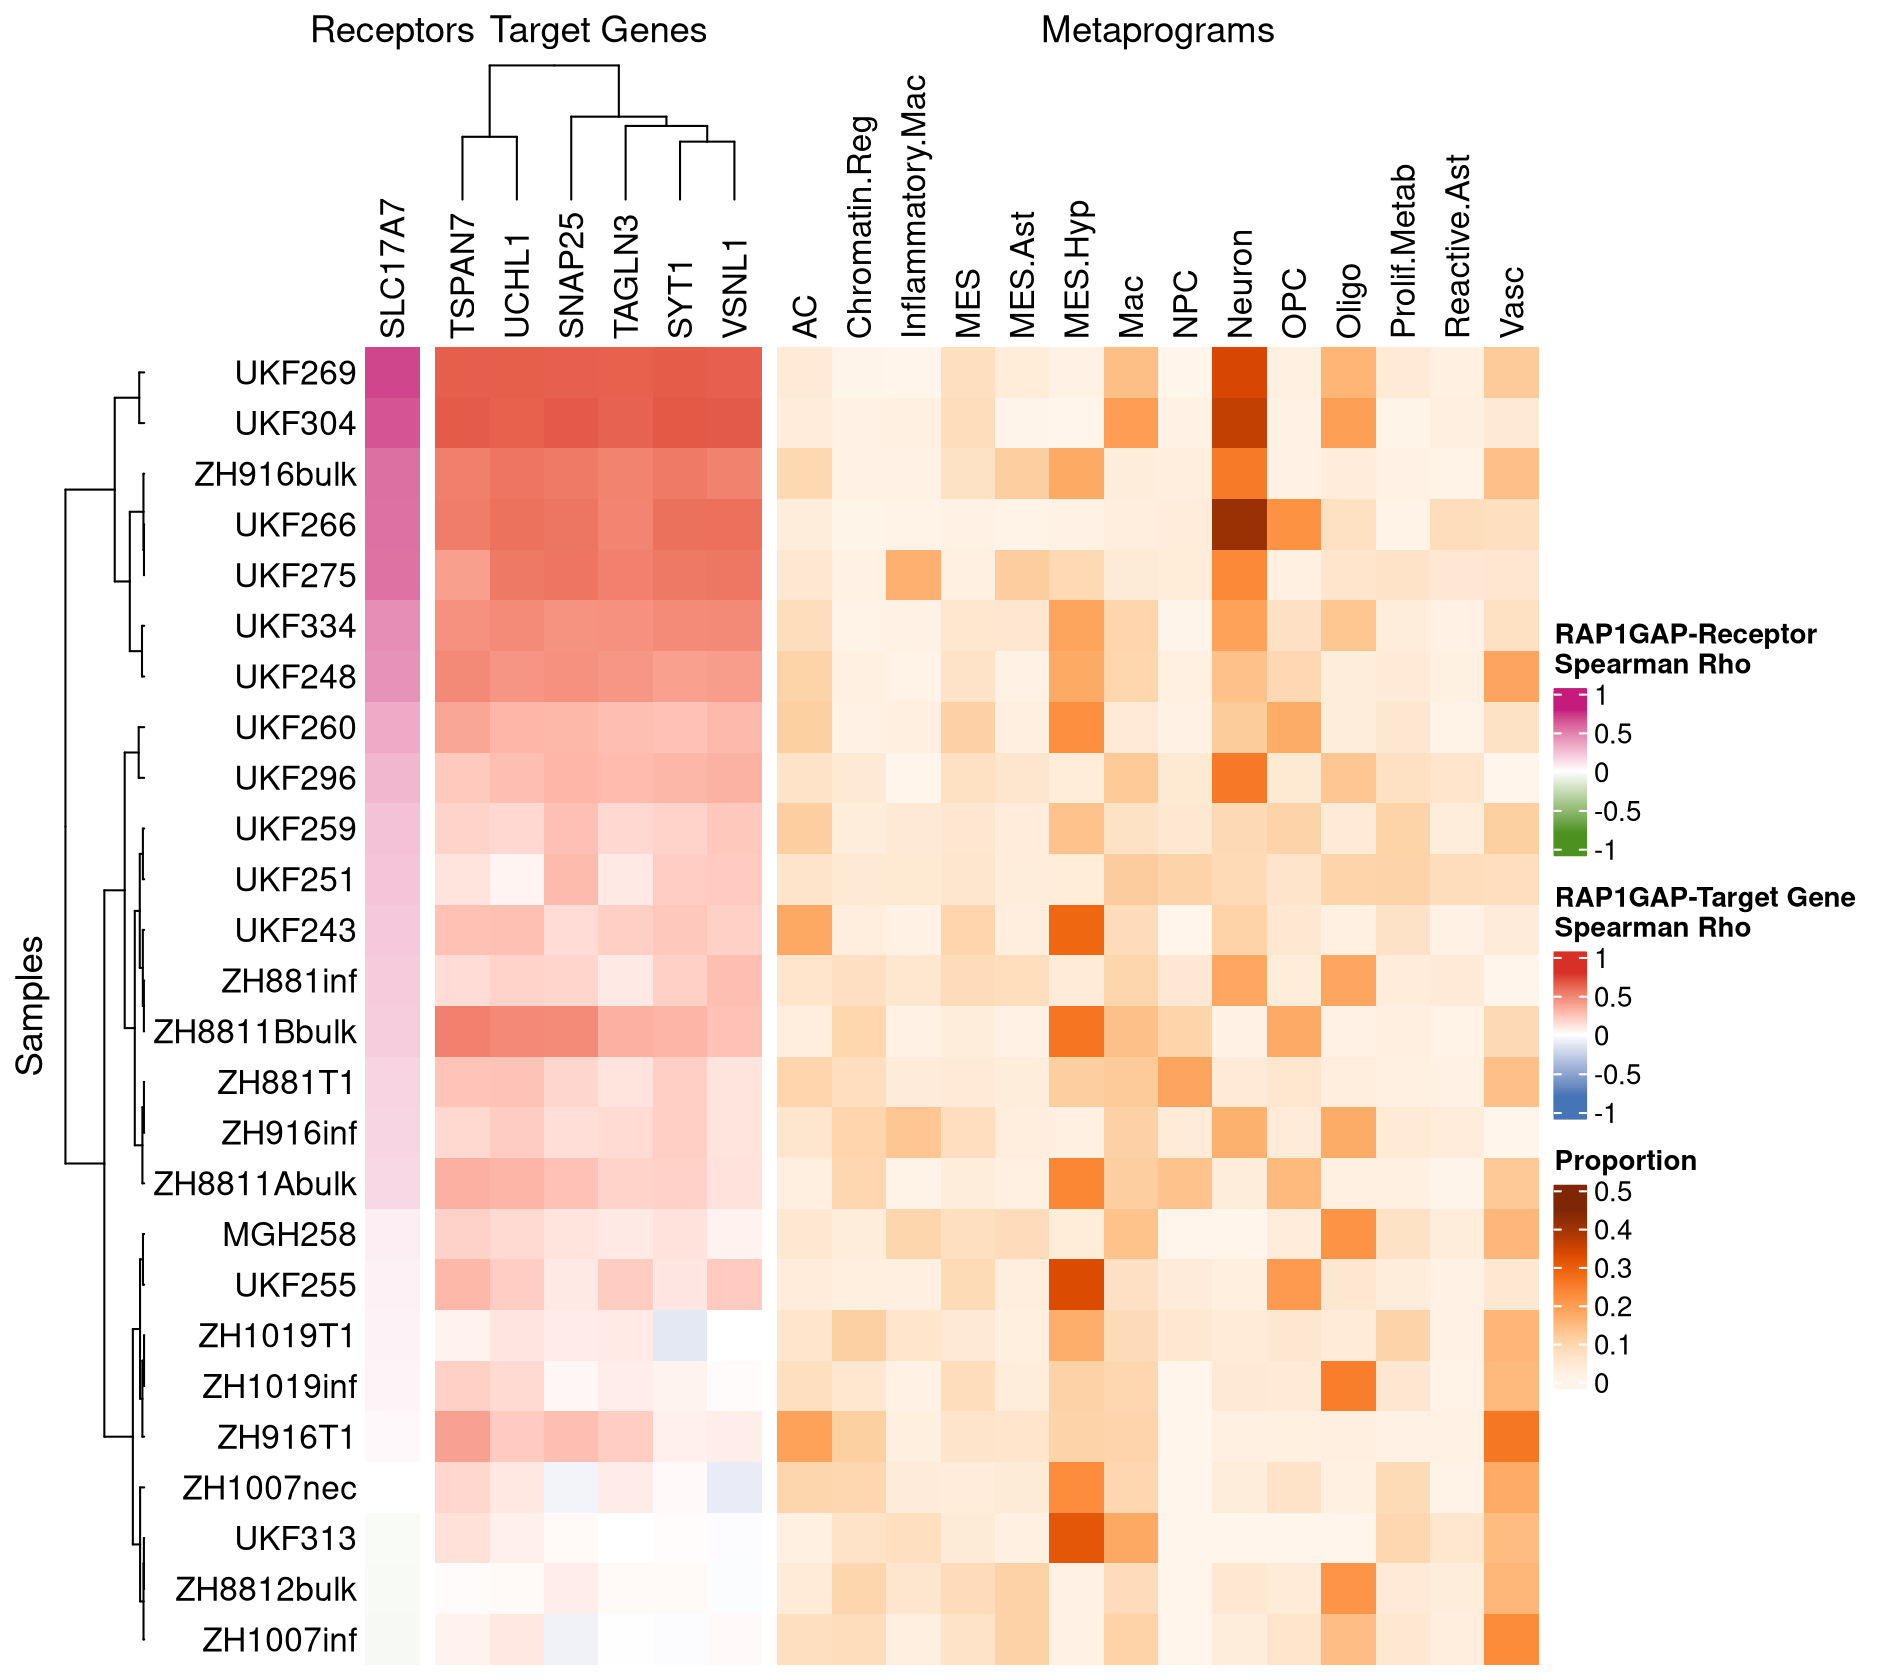 Receptors Target Genes Metaprograms
SLC17A7
TSPAN7
UCHL1
SNAP25
TAGLN3
SYT1
VSNL1
AC
Chromatin.Reg
Inflammatory.Mac
MES
MES.Ast
MES.Hyp
Mac
NPC
Neuron
OPC
Oligo
Prolif.Metab
Reactive.Ast
Vasc
Samples
UKF269
UKF304
ZH916bulk
UKF266
UKF275
UKF334
UKF248
UKF260
UKF296
UKF259
UKF251
UKF243
ZH881inf
ZH8811Bbulk
ZH881T1
ZH916inf
ZH8811Abulk
MGH258
UKF255
ZH1019T1
ZH1019inf
ZH916T1
ZH1007nec
UKF313
ZH8812bulk
ZH1007inf
RAP1GAP-Receptor
Spearman Rho
1
0.5
0
-0.5
-1
RAP1GAP-Target Gene
Spearman Rho
1
0.5
0
-0.5
-1
Proportion
0.5
0.4
0.3
0.2
0.1
0